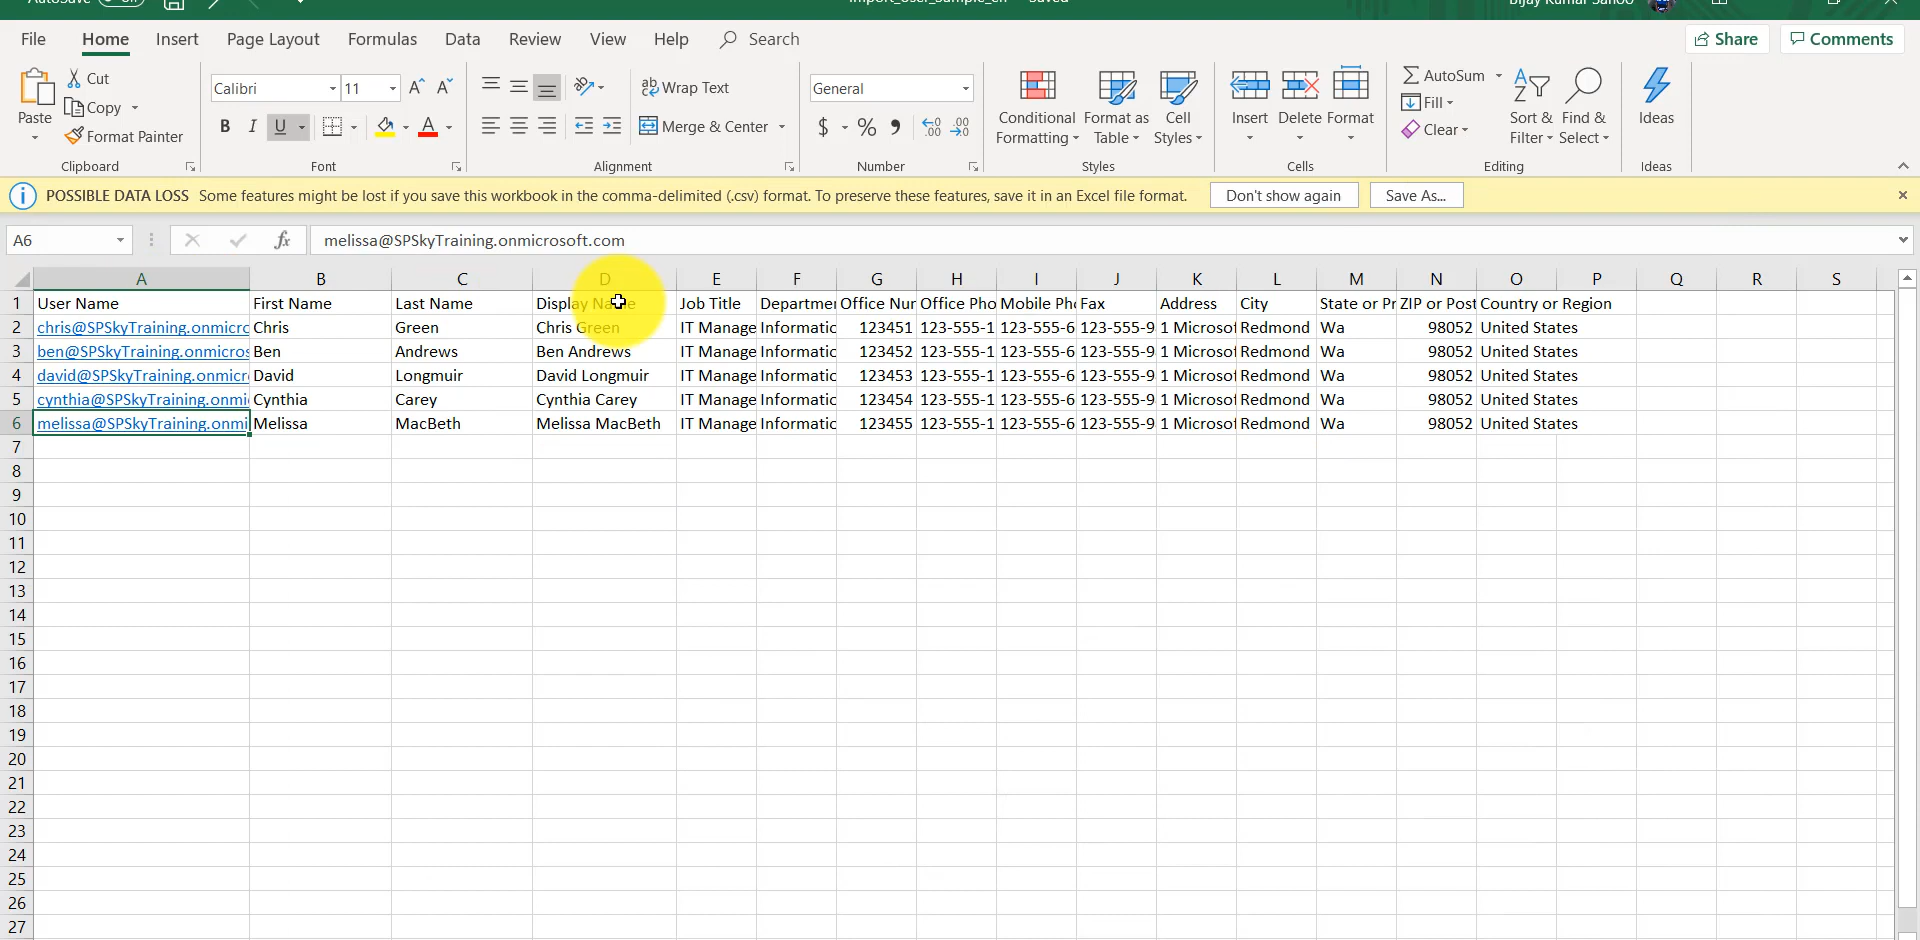 File Home Insert Page Layout Formulas Data Review View Help Search Share Comments
Paste Cut Copy Format Painter
Clipboard
Calibri 11
B I U
Font
Wrap Text
Merge & Center
Alignment
General
$ %
Number
Conditional Formatting Format as Table Cell Styles
Styles
Insert Delete Format
Cells
AutoSum
Fill
Clear
Sort & Filter Find & Select
Editing
Ideas
Ideas
POSSIBLE DATA LOSS Some features might be lost if you save this workbook in the comma-delimited (.csv) format. To preserve these features, save it in an Excel file format. Don't show again Save As...
A6 fx melissa@SPSkyTraining.onmicrosoft.com
A B C D E F G H I J K L M N O P Q R S
1 User Name First Name Last Name Display Name Job Title Departmer Office Nur Office Pho Mobile Ph Fax Address City State or Pr ZIP or Post Country or Region
2 chris@SPSkyTraining.onmicro Chris Green Chris Green IT Manage Informatic 123451 123-555-1 123-555-6 123-555-9 1 Microsof Redmond Wa 98052 United States
3 ben@SPSkyTraining.onmicros Ben Andrews Ben Andrews IT Manage Informatic 123452 123-555-1 123-555-6 123-555-9 1 Microsof Redmond Wa 98052 United States
4 david@SPSkyTraining.onmicr David Longmuir David Longmuir IT Manage Informatic 123453 123-555-1 123-555-6 123-555-9 1 Microsof Redmond Wa 98052 United States
5 cynthia@SPSkyTraining.onmi Cynthia Carey Cynthia Carey IT Manage Informatic 123454 123-555-1 123-555-6 123-555-9 1 Microsof Redmond Wa 98052 United States
6 melissa@SPSkyTraining.onmi Melissa MacBeth Melissa MacBeth IT Manage Informatic 123455 123-555-1 123-555-6 123-555-9 1 Microsof Redmond Wa 98052 United States
7
8
9
10
11
12
13
14
15
16
17
18
19
20
21
22
23
24
25
26
27